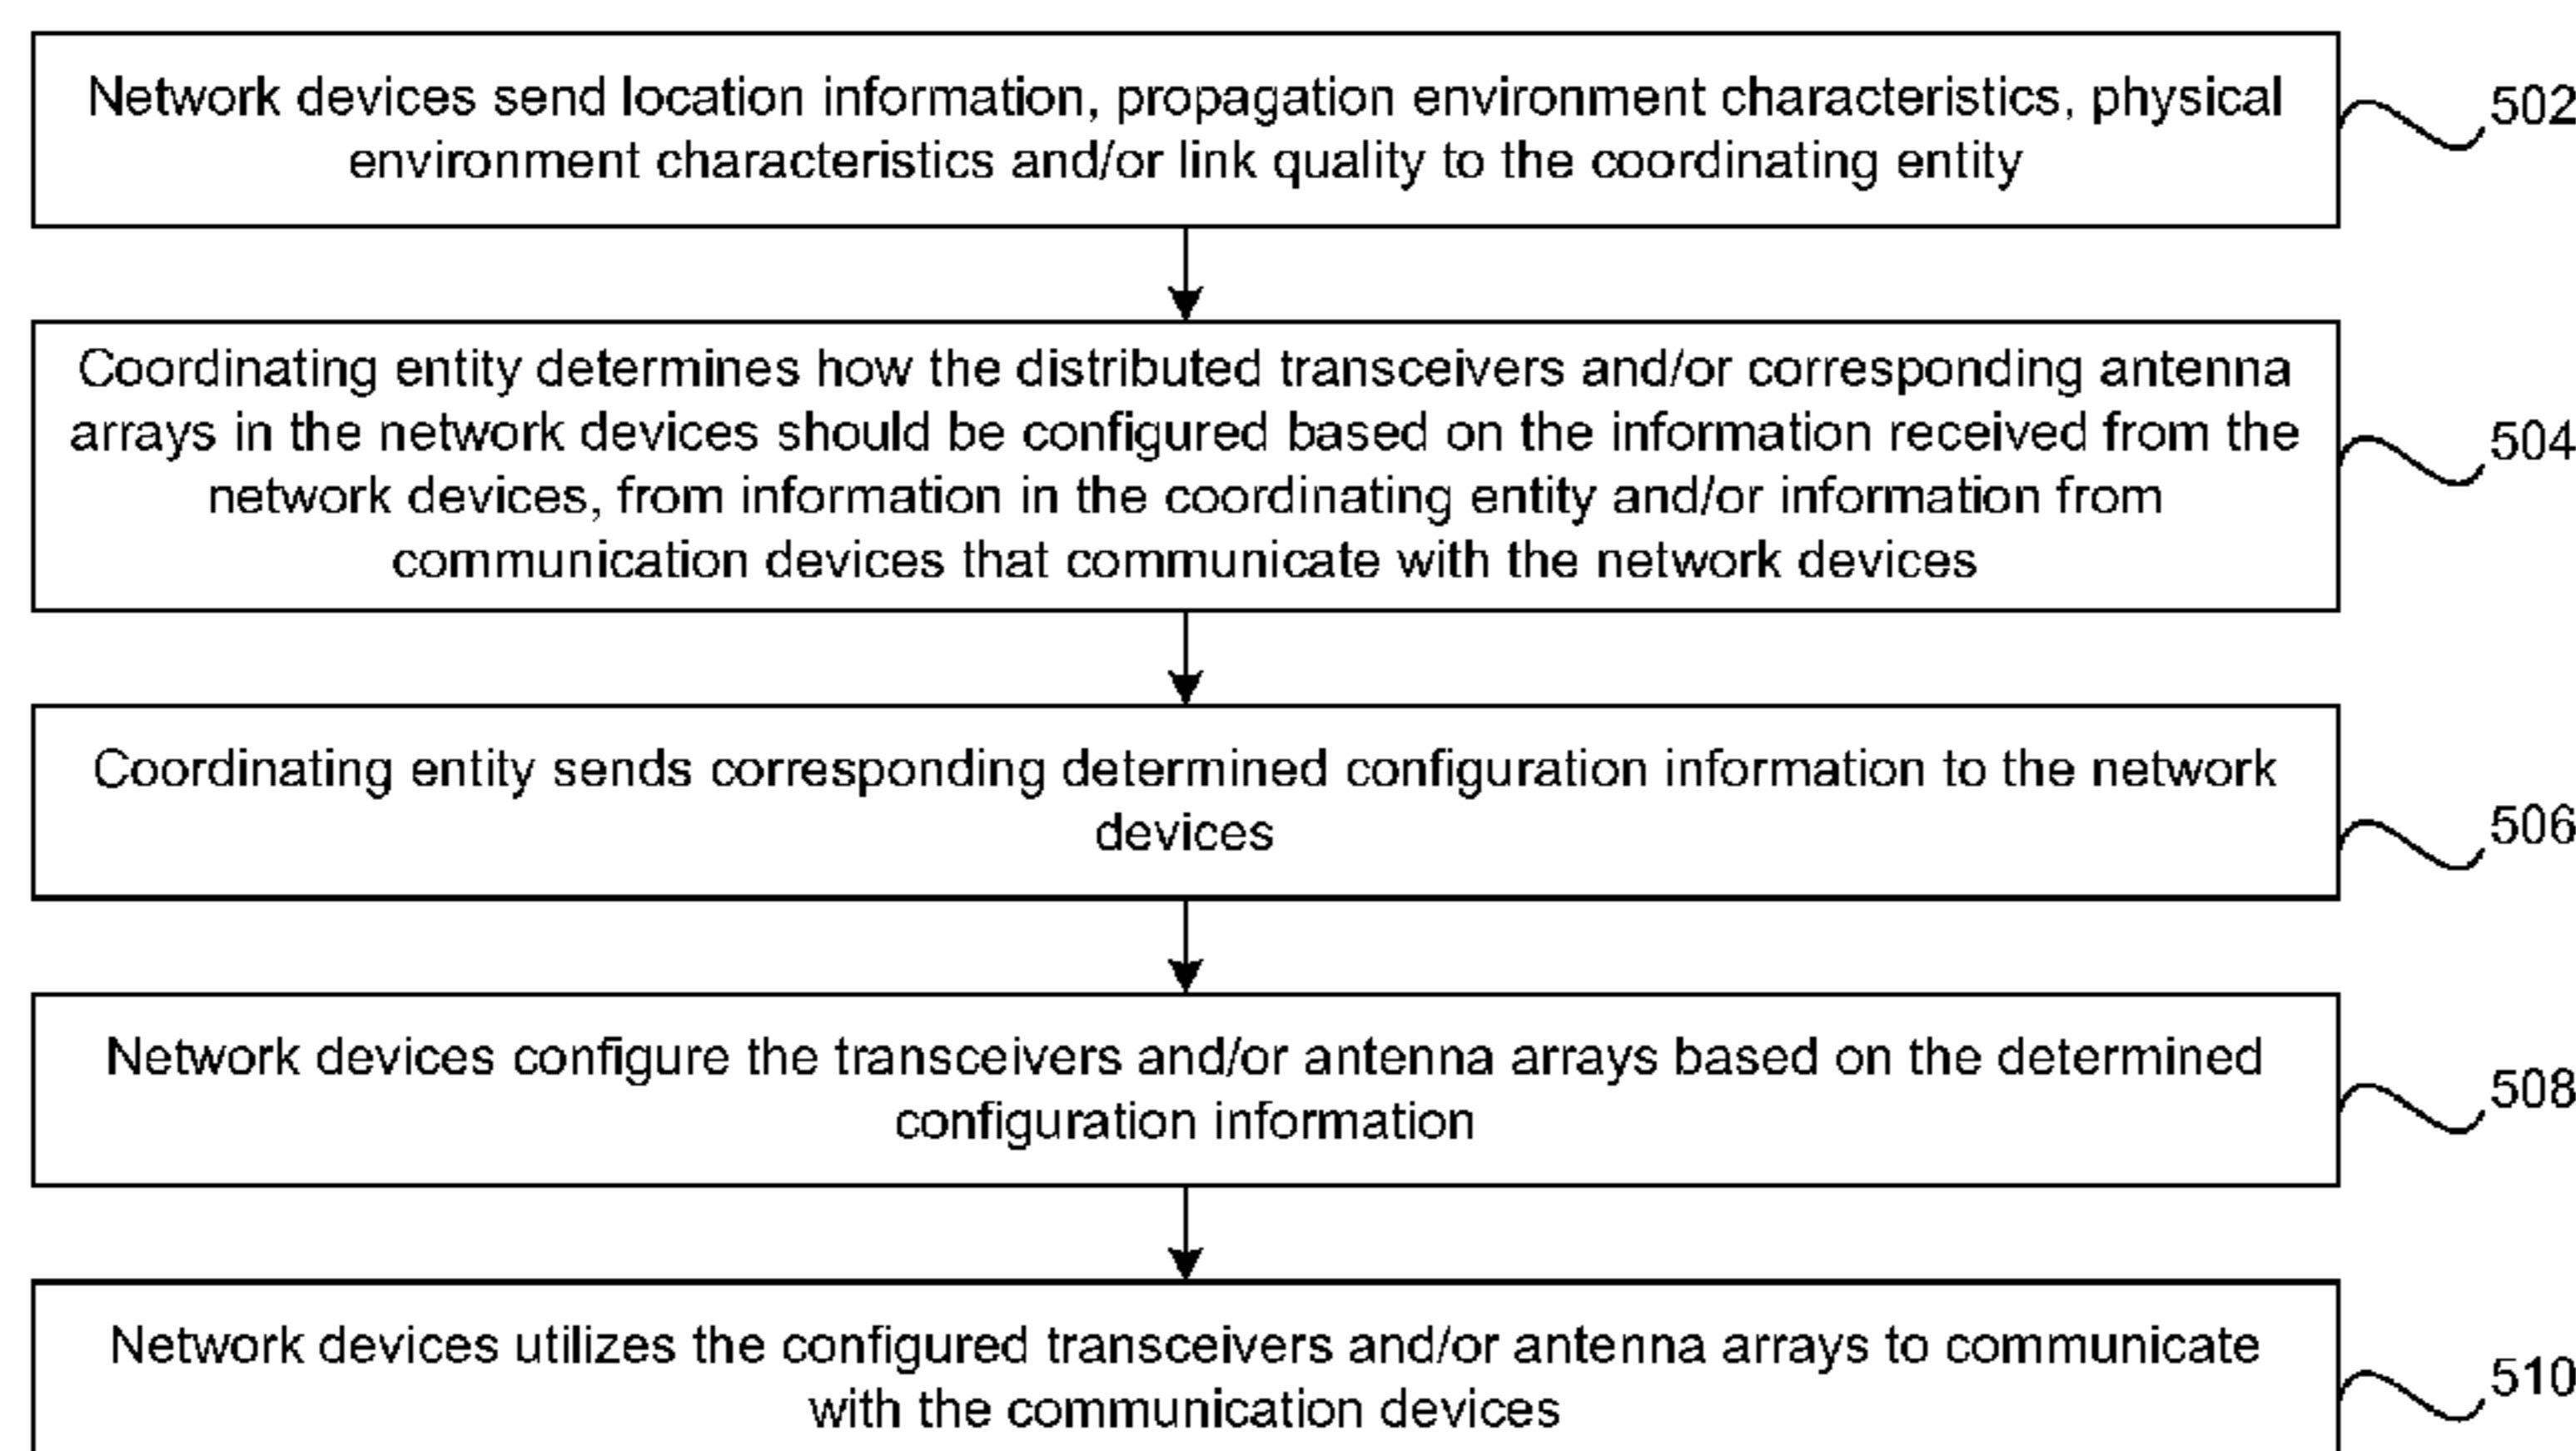 Network devices send location information, propagation environment characteristics, physical
environment characteristics and/or link quality to the coordinating entity
502
Coordinating entity determines how the distributed transceivers and/or corresponding antenna
arrays in the network devices should be configured based on the information received from the
network devices, from information in the coordinating entity and/or information from
communication devices that communicate with the network devices
504
Coordinating entity sends corresponding determined configuration information to the network
devices
506
Network devices configure the transceivers and/or antenna arrays based on the determined
configuration information
508
Network devices utilizes the configured transceivers and/or antenna arrays to communicate
with the communication devices
510